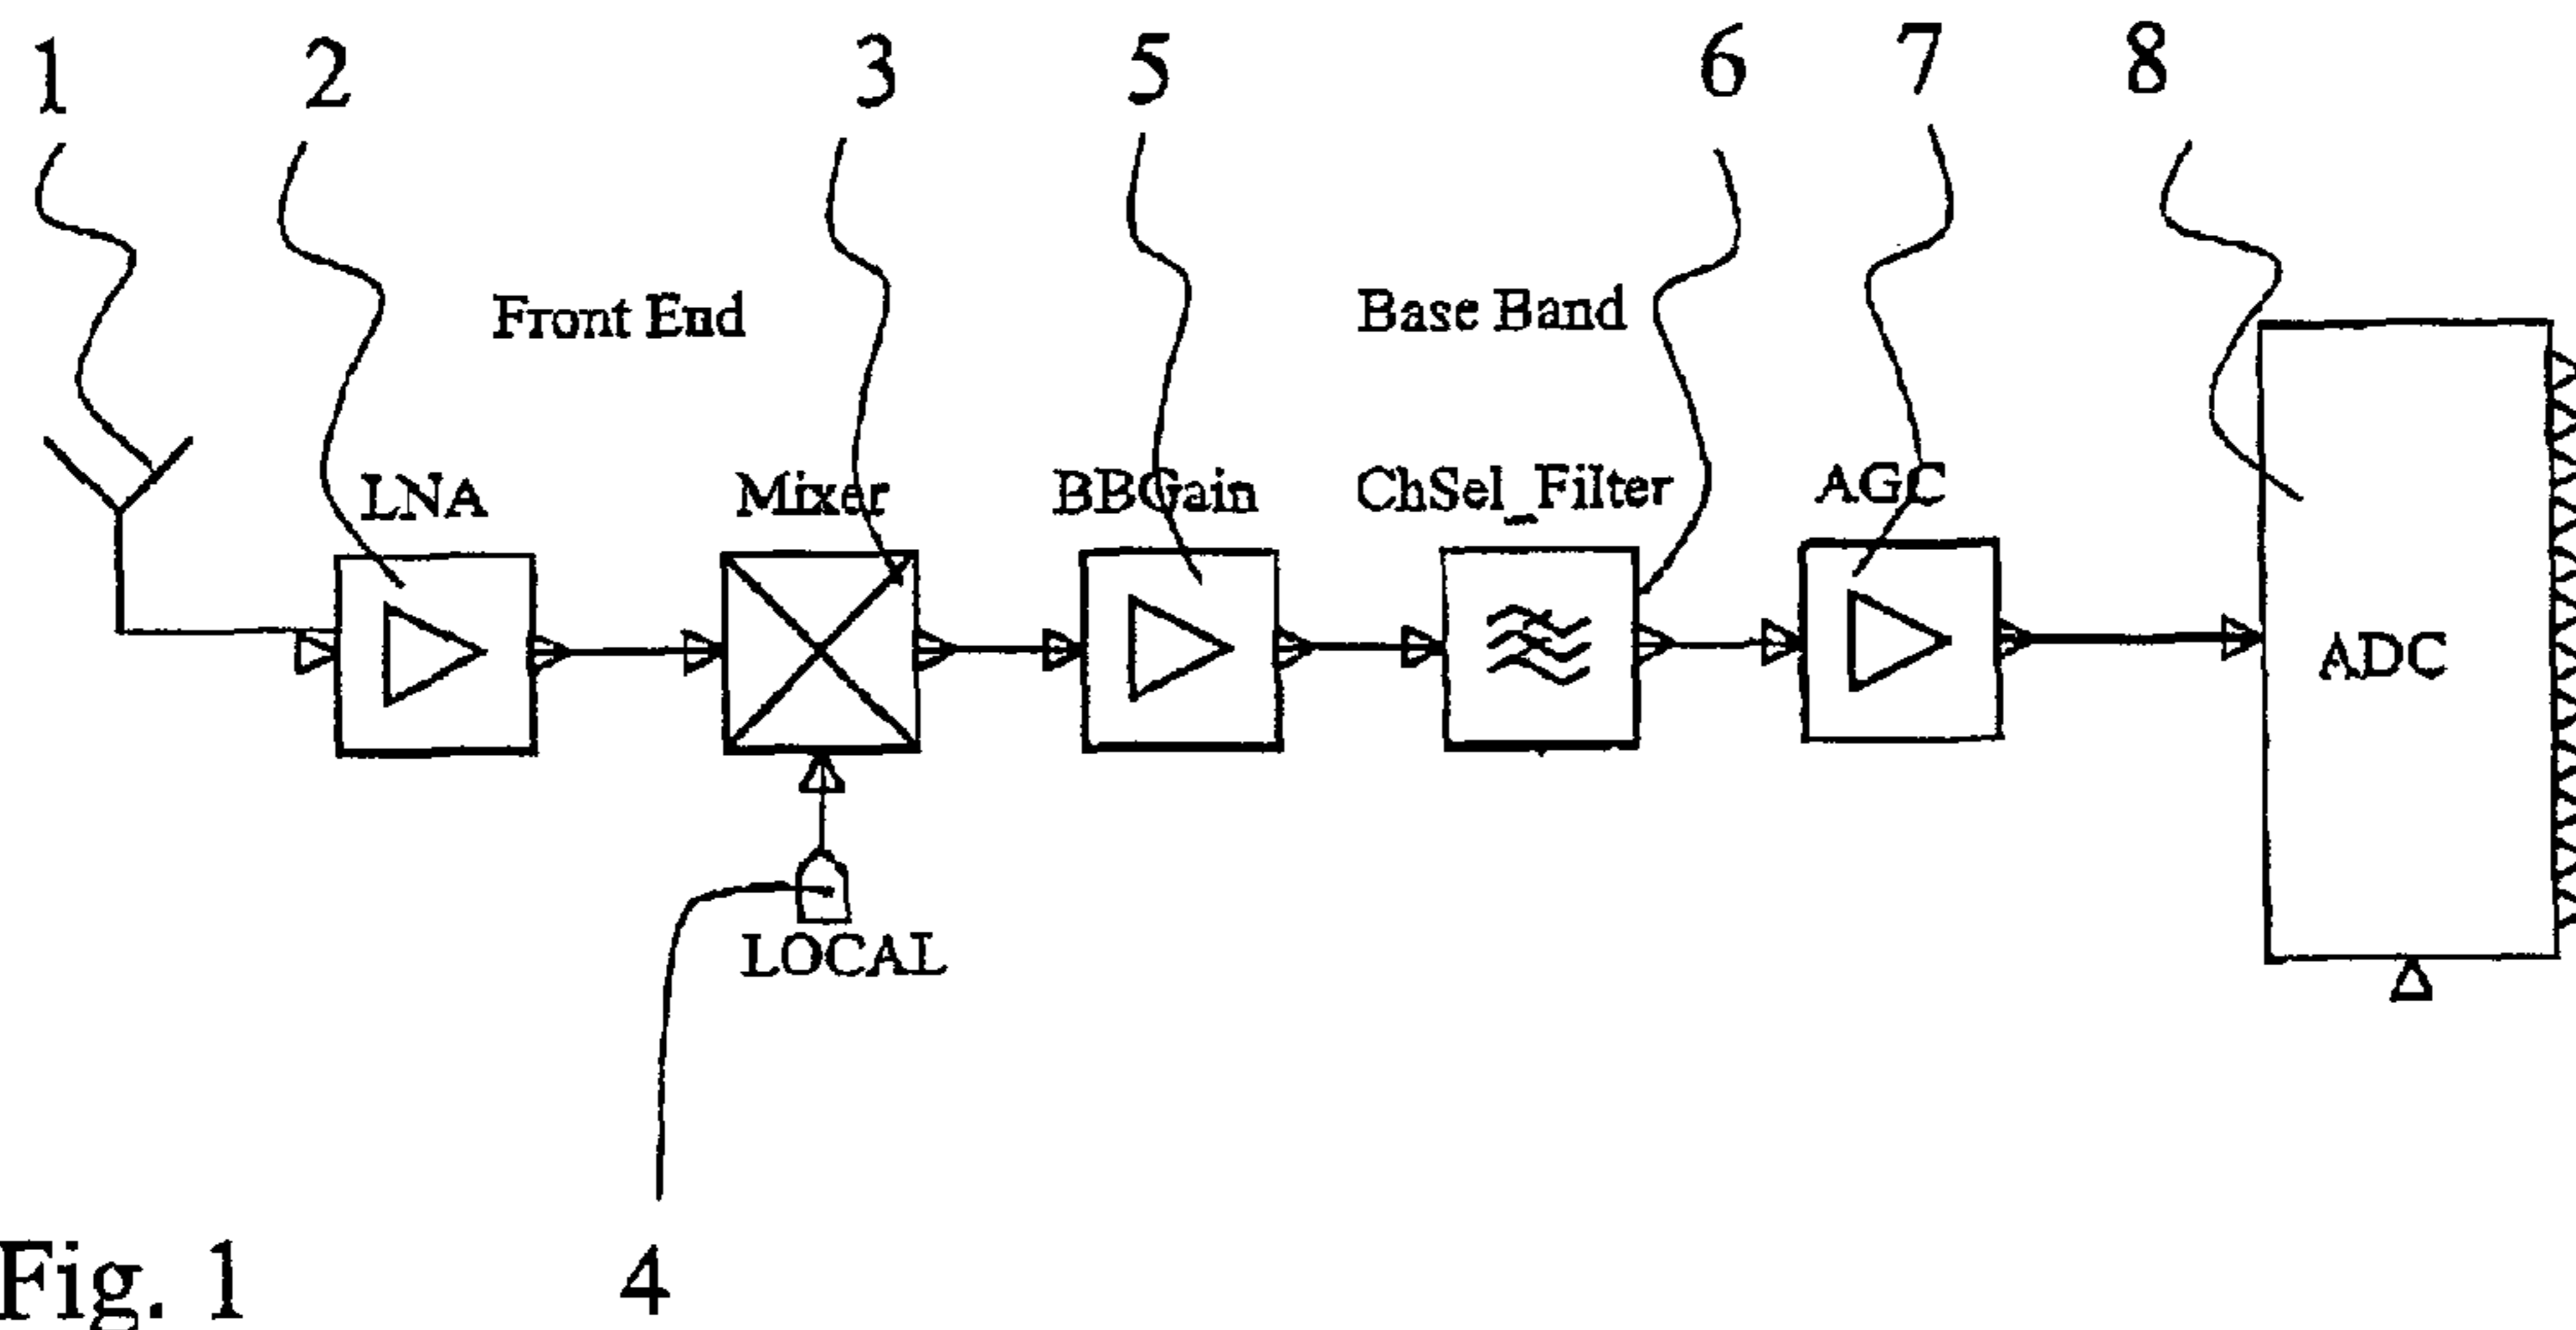 1 2 3 5 6 7 8
Front End Base Band
LNA Mixer BBGain ChSel_Filter AGC
ADC
LOCAL
Fig. 1 4